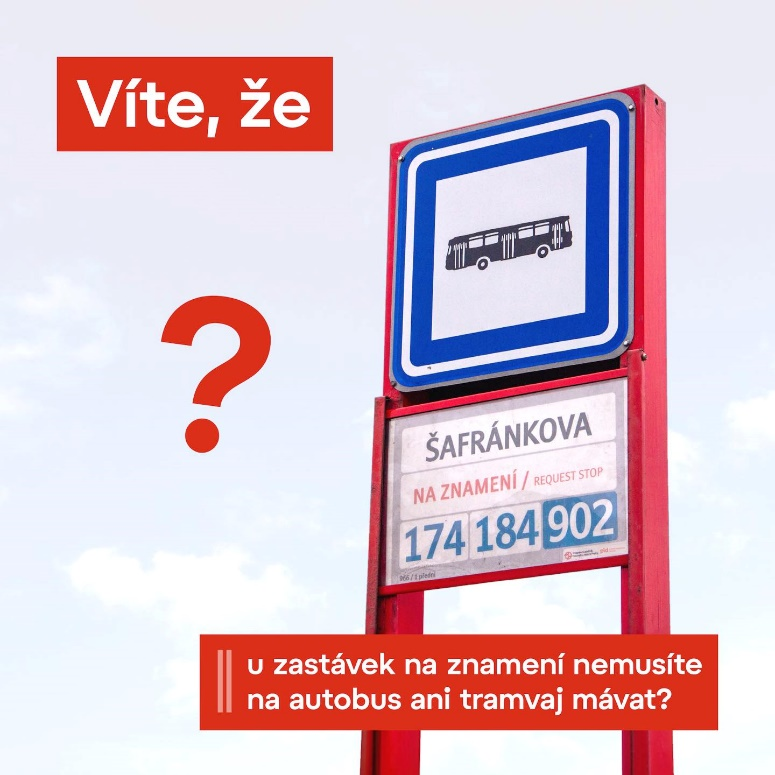 Víte, že
?
ŠAFRÁNKOVA
NA ZNAMENÍ / REQUEST STOP
174 184 902
u zastávek na znamení nemusíte
na autobus ani tramvaj mávat?